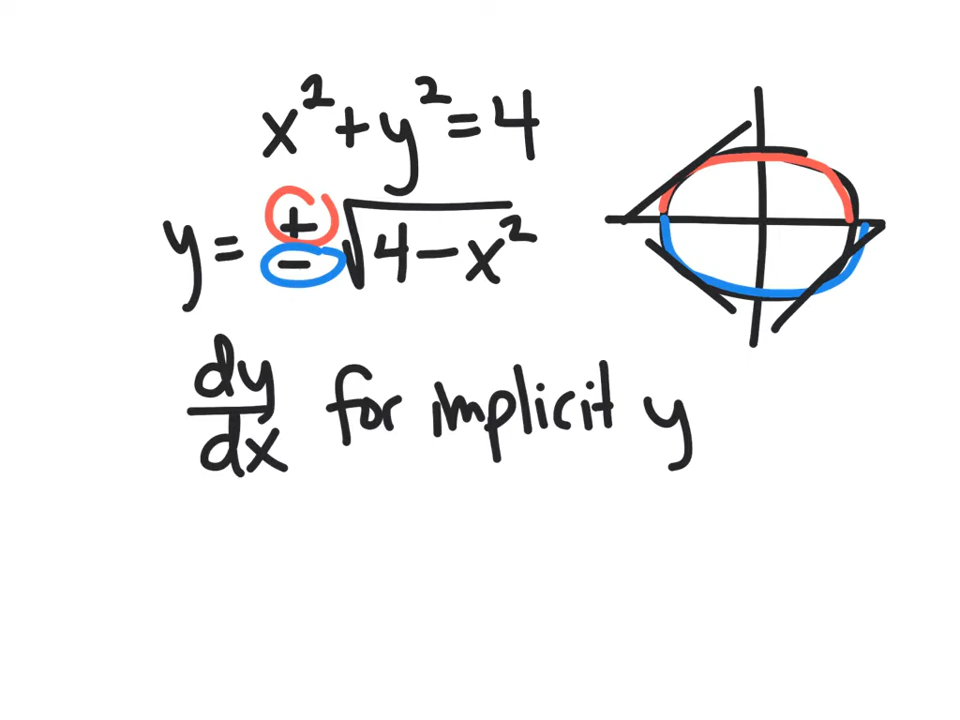 x² + y² = 4
y = ±√(4 − x²)
dy/dx for implicit y